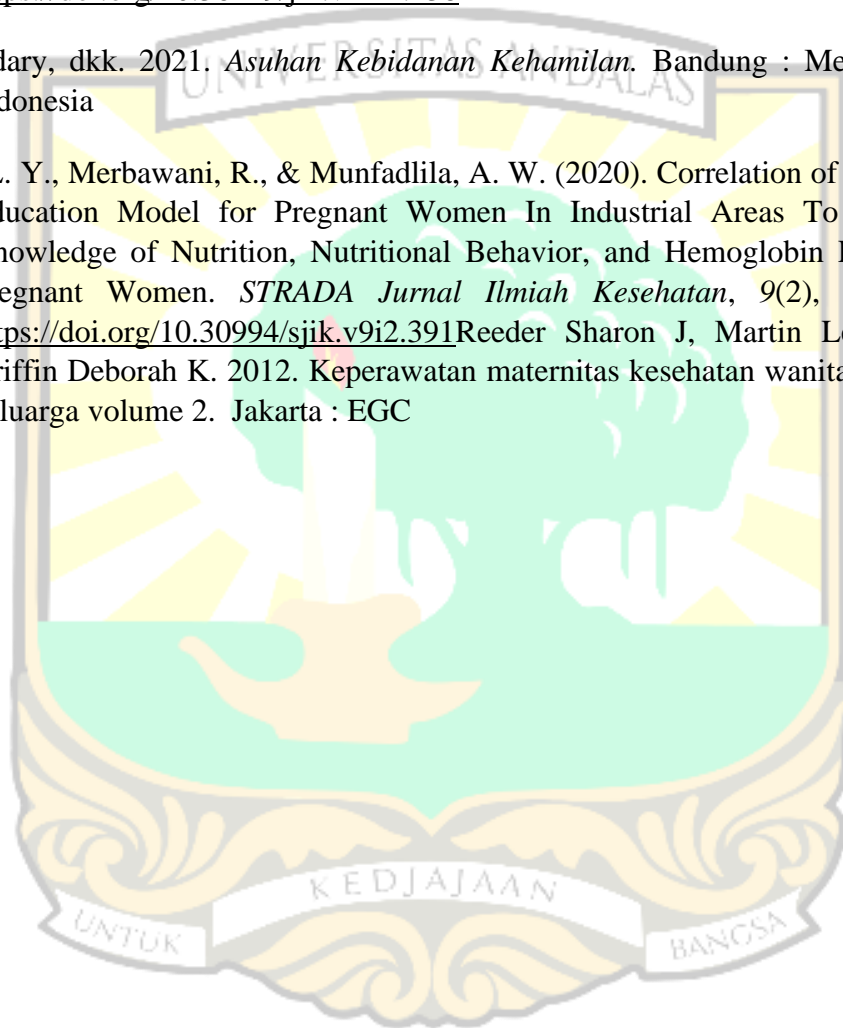 dary, dkk. 2021. Asuhan Kebidanan Kehamilan. Bandung : Me
donesia
. Y., Merbawani, R., & Munfadlila, A. W. (2020). Correlation of
ducation Model for Pregnant Women In Industrial Areas To
nowledge of Nutrition, Nutritional Behavior, and Hemoglobin
egnant Women. STRADA Jurnal Ilmiah Kesehatan, 9(2),
tps://doi.org/10.30994/sjik.v9i2.391Reeder Sharon J, Martin
riffin Deborah K. 2012. Keperawatan maternitas kesehatan wanita
luarga volume 2. Jakarta : EGC
UNIVERSITAS ANDALAS
KEDJAJAAN
UNTUK
BANGSA